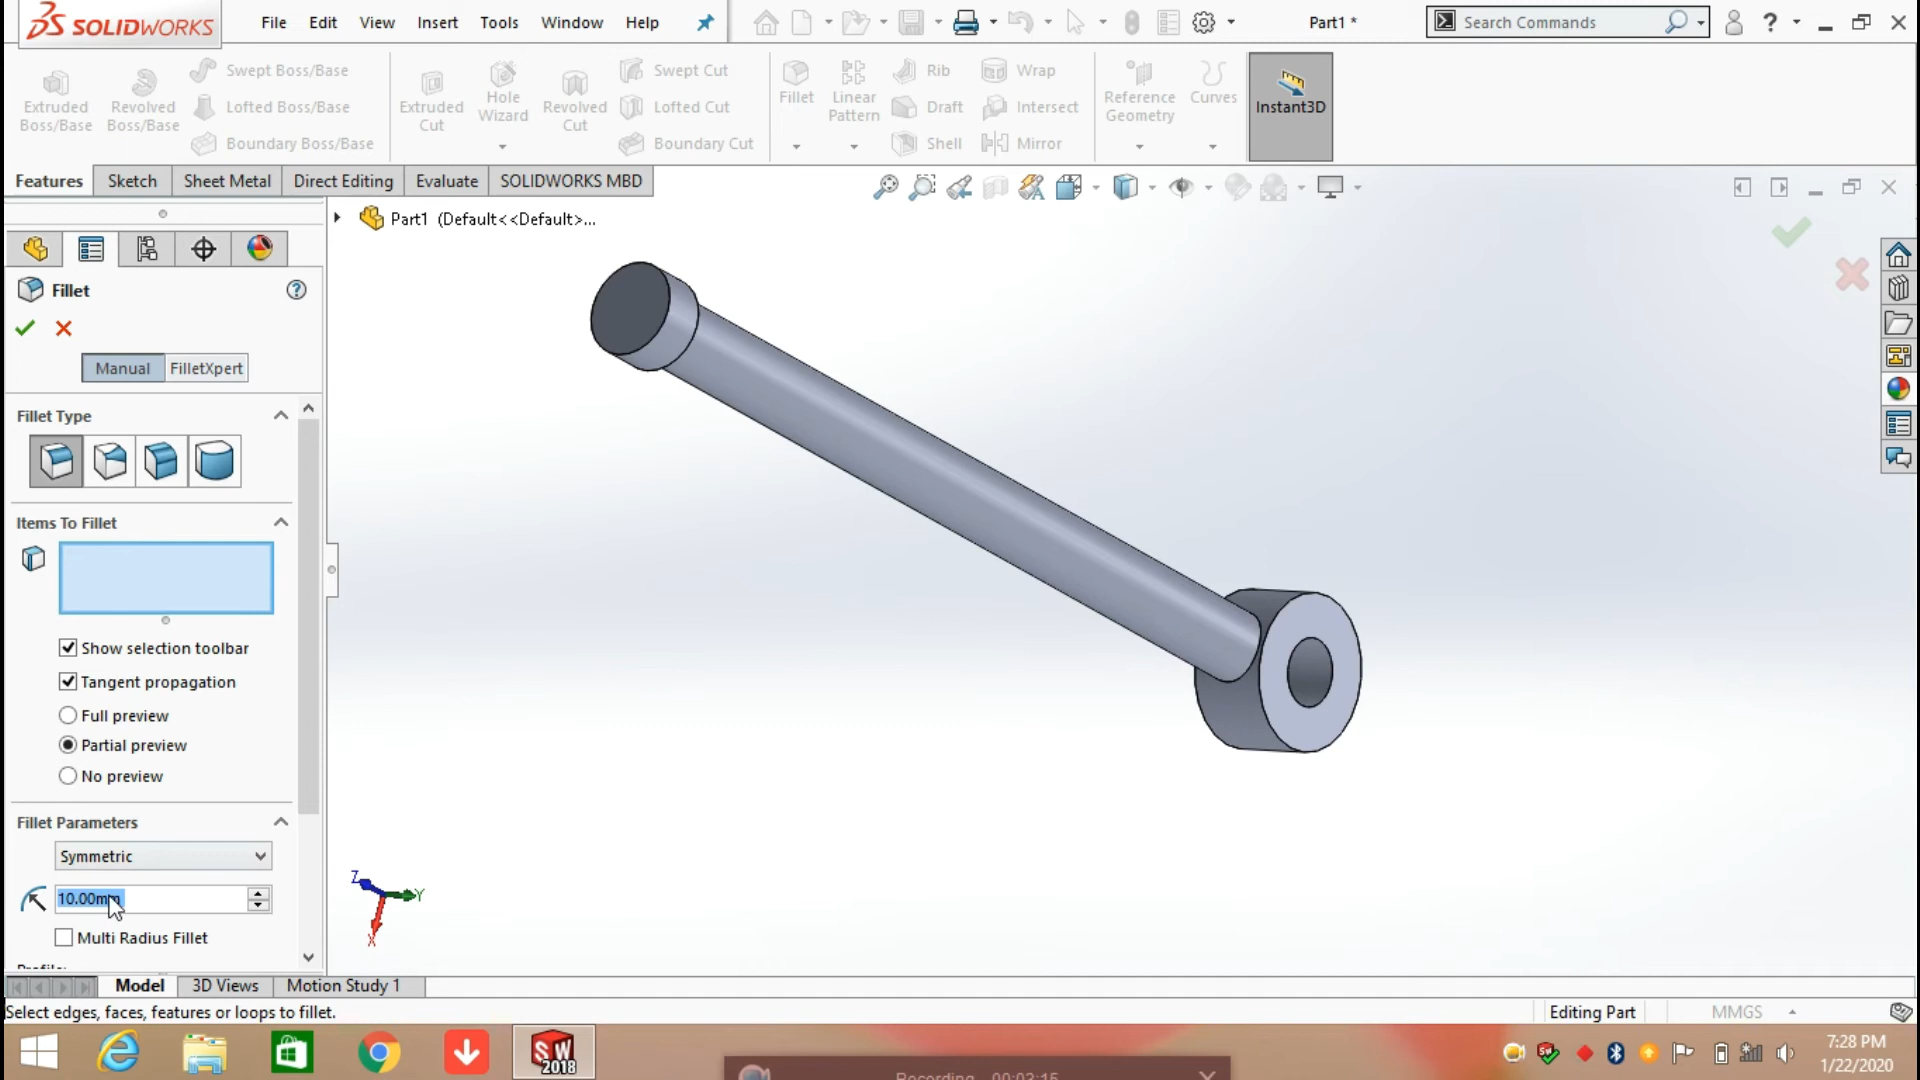 SOLIDWORKS
File Edit View Insert Tools Window Help
Part1 *
Search Commands
?
Extruded Boss/Base
Revolved Boss/Base
Swept Boss/Base
Lofted Boss/Base
Boundary Boss/Base
Extruded Cut
Hole Wizard
Revolved Cut
Swept Cut
Lofted Cut
Boundary Cut
Fillet
Linear Pattern
Rib
Draft
Shell
Wrap
Intersect
Mirror
Reference Geometry
Curves
Instant3D
Features Sketch Sheet Metal Direct Editing Evaluate SOLIDWORKS MBD
Part1 (Default<<Default>...
Fillet
?
Manual FilletXpert
Fillet Type
Items To Fillet
Show selection toolbar
Tangent propagation
Full preview
Partial preview
No preview
Fillet Parameters
Symmetric
10.00mm
Multi Radius Fillet
Z
Y
X
Model 3D Views Motion Study 1
Select edges, faces, features or loops to fillet.
Editing Part
MMGS
SW 2018
Recording 00:03:15
7:28 PM
1/22/2020